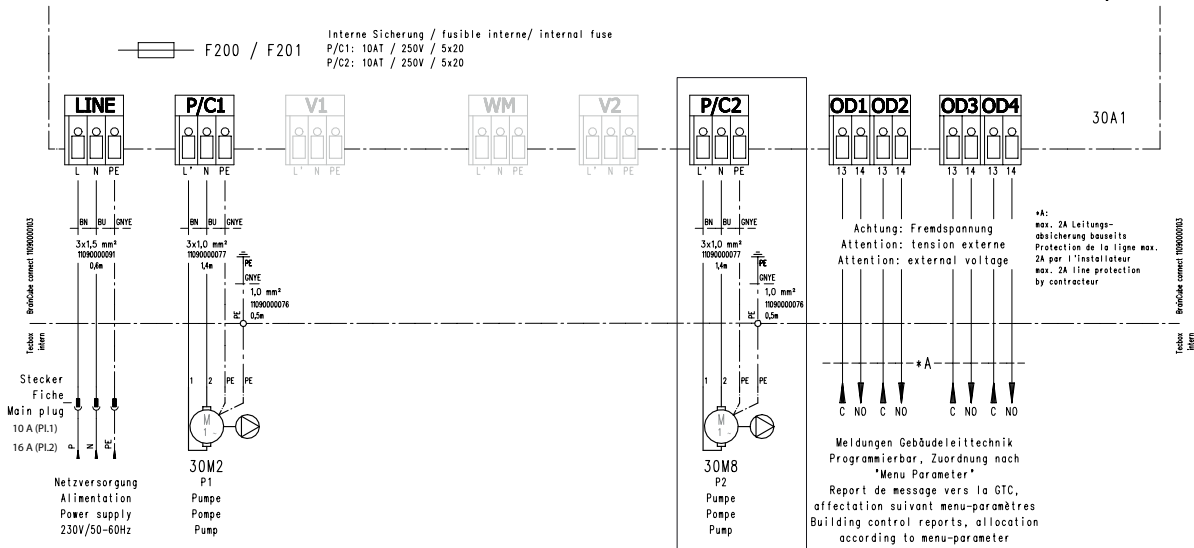 F200 / F201
Interne Sicherung / fusible interne/ internal fuse
P/C1: 10AT / 250V / 5x20
P/C2: 10AT / 250V / 5x20
LINE
P/C1
V1
WM
V2
P/C2
OD1 OD2
OD3 OD4
30A1
L N PE
L' N PE
L' N PE
L' N PE
L' N PE
L' N PE
13 14 13 14
13 14 13 14
BN BU GNYE
3x1,5 mm²
11090000091
0,6m
BN BU GNYE
3x1,0 mm²
11090000077
1,4m
PE
GNYE
1,0 mm²
11090000076
0,5m
PE
BN BU GNYE
3x1,0 mm²
11090000077
1,4m
PE
GNYE
1,0 mm²
11090000076
0,5m
PE
Achtung: Fremdspannung
Attention: tension externe
Attention: external voltage
*A:
max. 2A Leitungs-
absicherung bauseits
Protection de la ligne max.
2A par l'installateur
max. 2A line protection
by contracteur
BrainCube connect 11090000103
Tecbox
intern
BrainCube connect 11090000103
Tecbox
intern
Stecker
Fiche
Main plug
10 A (Pl.1)
16 A (Pl.2)
P N PE
Netzversorgung
Alimentation
Power supply
230V/50-60Hz
1 2 PE PE
M
1 ~
30M2
P1
Pumpe
Pompe
Pump
1 2 PE PE
M
1 ~
30M8
P2
Pumpe
Pompe
Pump
*A
C NO C NO C NO C NO
Meldungen Gebäudeleittechnik
Programmierbar, Zuordnung nach
"Menu Parameter"
Report de message vers la GTC,
affectation suivant menu-paramètres
Building control reports, allocation
according to menu-parameter